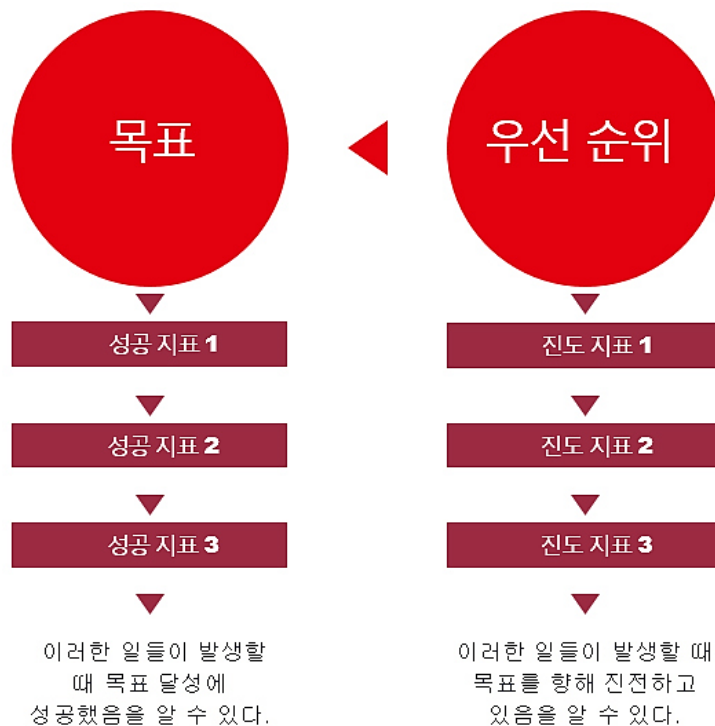 목표
성공 지표 1
성공 지표 2
성공 지표 3
이러한 일들이 발생할
때 목표 달성에
성공했음을 알 수 있다.
우선 순위
진도 지표 1
진도 지표 2
진도 지표 3
이러한 일들이 발생할 때
목표를 향해 진전하고
있음을 알 수 있다.